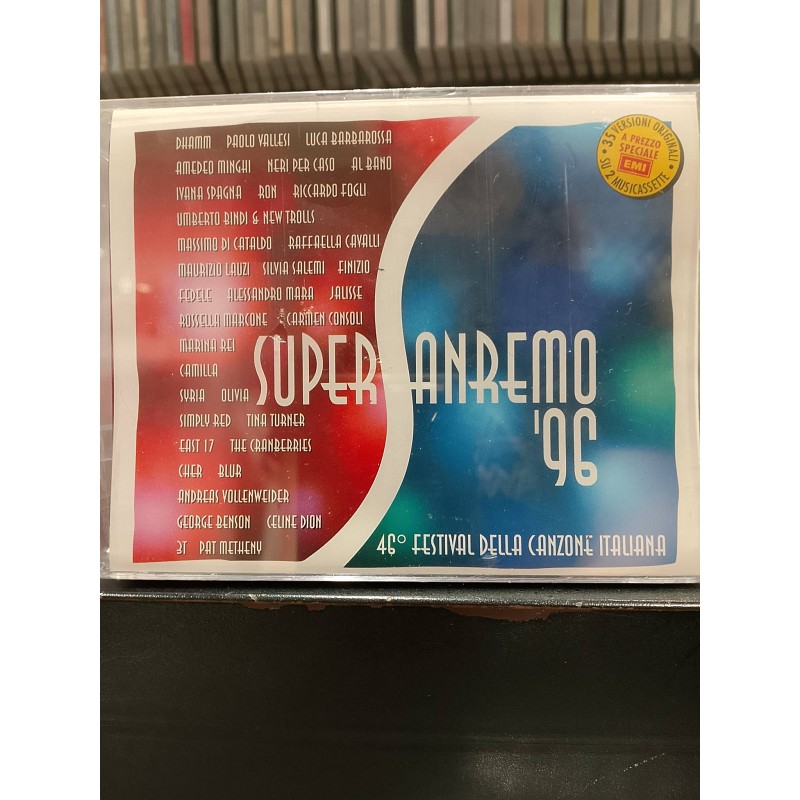 DHAMM PAOLO VALLESI LUCA BARBAROSSA
AMEDEO MINGHI NERI PER CASO AL BANO
IVANA SPAGNA RON RICCARDO FOGLI
UMBERTO BINDI & NEW TROLLS
MASSIMO DI CATALDO RAFFAELLA CAVALLI
MAURIZIO LAUZI SILVIA SALEMI FINIZIO
FEDELE ALESSANDRO MARA JALISSE
ROSSELLA MARCONE CARMEN CONSOLI
MARINA REI
CAMILLA
SYRIA OLIVIA
SIMPLY RED TINA TURNER
EAST 17 THE CRANBERRIES
CHER BLUR
ANDREAS VOLLENWEIDER
GEORGE BENSON CELINE DION
3T PAT METHENY
SUPER SANREMO
'96
46° FESTIVAL DELLA CANZONE ITALIANA
• 35 VERSIONI ORIGINALI •
SU 2 MUSICASSETTE
A PREZZO
SPECIALE
EMI